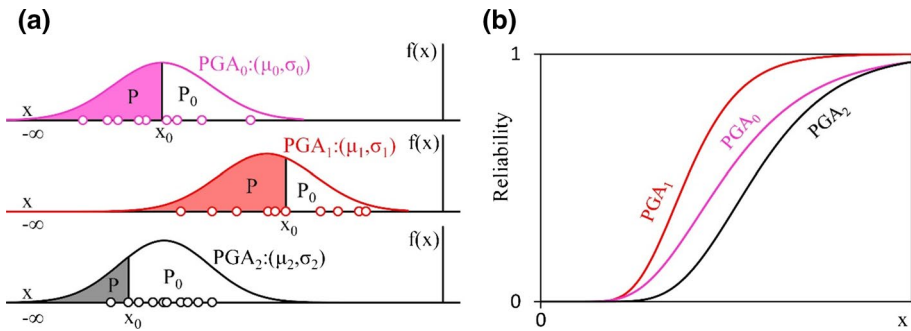 (a)
f(x)
PGA₀:(μ₀,σ₀)
P P₀
x
-∞ x₀
PGA₁:(μ₁,σ₁)
f(x)
P P₀
x
-∞ x₀
PGA₂:(μ₂,σ₂)
f(x)
P P₀
x
-∞ x₀
(b)
1
Reliability
PGA₁
PGA₀
PGA₂
0
0 x